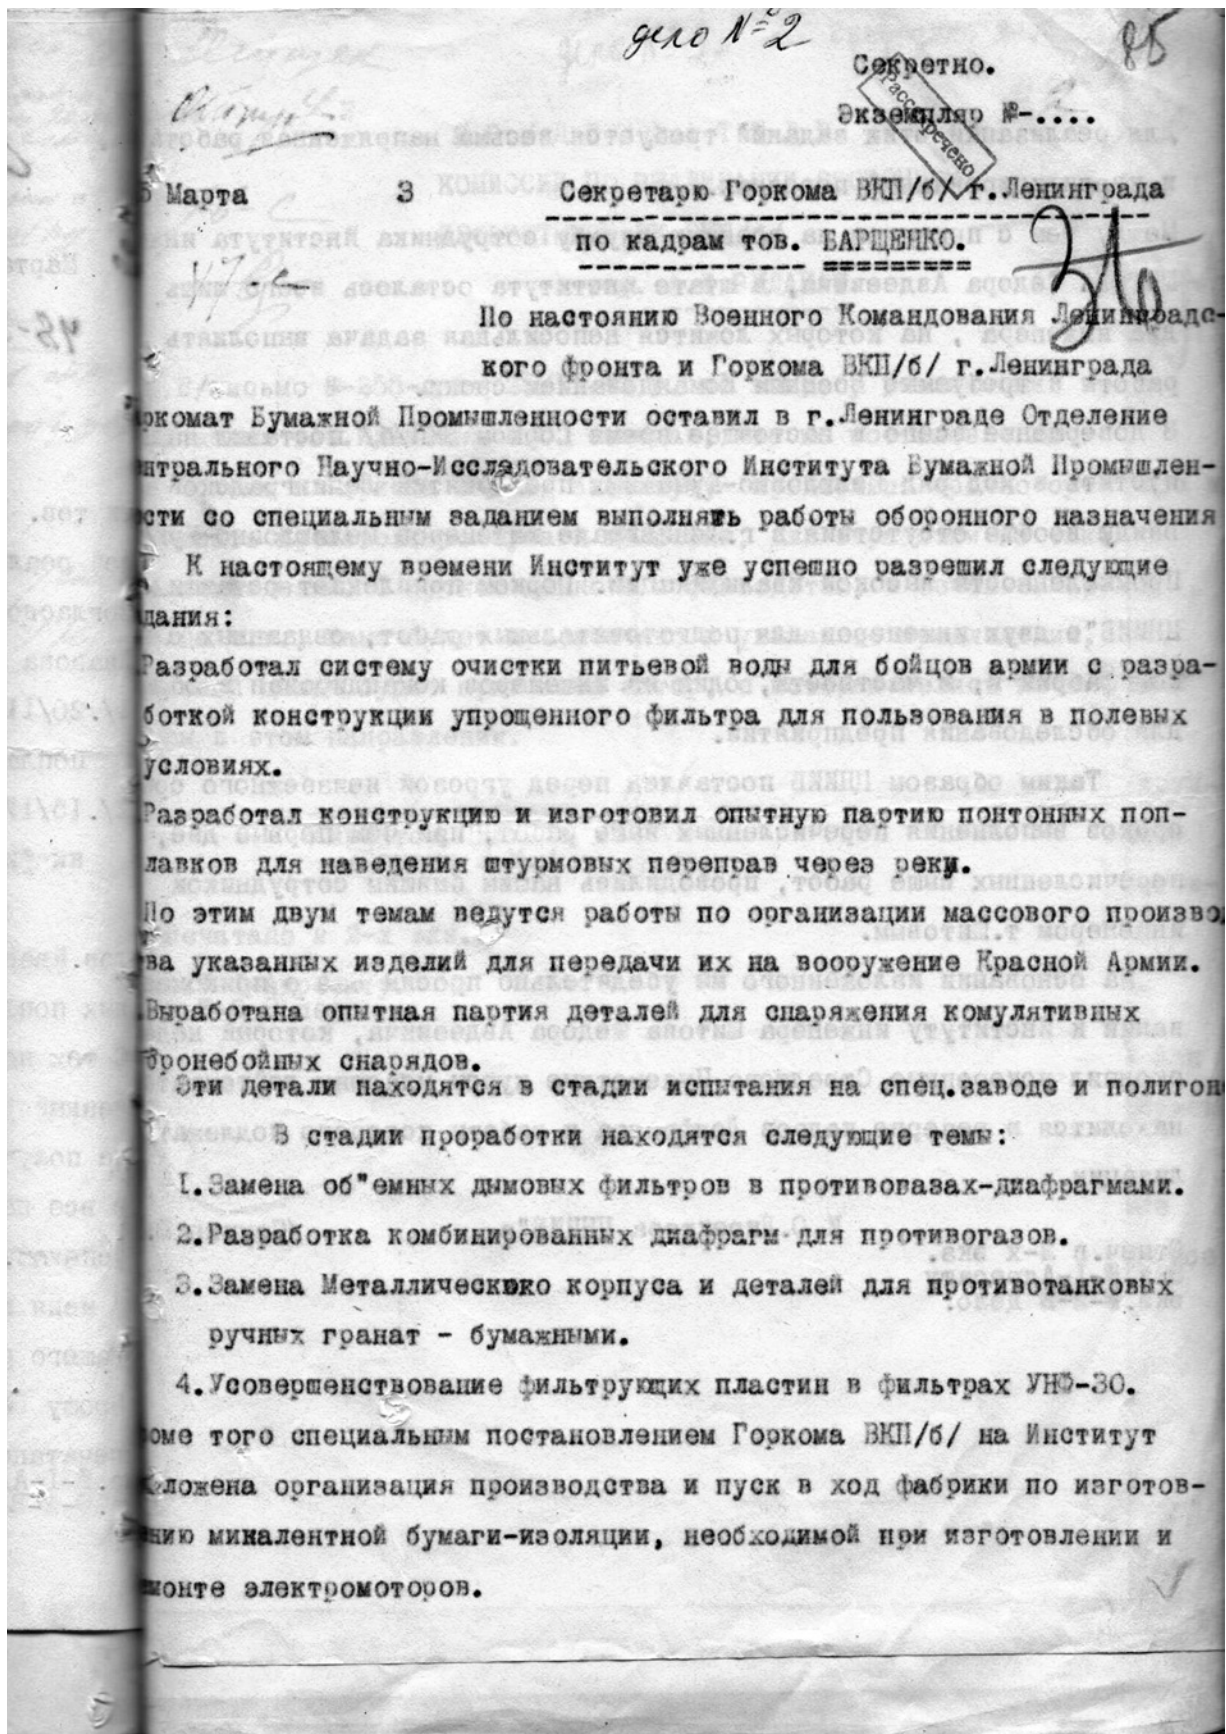 дело № 2
85
Секретно.
Рассекречено
Экземпляр №-....
Марта 3 Секретарю Горкома ВКП/б/ г.Ленинграда
по кадрам тов. БАРЩЕНКО.
По настоянию Военного Командования Ленинградс-
кого фронта и Горкома ВКП/б/ г.Ленинграда
ркомат Бумажной Промышленности оставил в г.Ленинграде Отделение
нтрального Научно-Исследовательского Института Бумажной Промышлен-
сти со специальным заданием выполнять работы оборонного назначения
К настоящему времени Институт уже успешно разрешил следующие
дания:
Разработал систему очистки питьевой воды для бойцов армии с разра-
боткой конструкции упрощенного фильтра для пользования в полевых
условиях.
Разработал конструкцию и изготовил опытную партию понтонных поп-
лавков для наведения штурмовых переправ через реку.
По этим двум темам ведутся работы по организации массового произво
ва указанных изделий для передачи их на вооружение Красной Армии.
Выработана опытная партия деталей для снаряжения комулятивных
бронебойных снарядов.
Эти детали находятся в стадии испытания на спец.заводе и полигон
В стадии проработки находятся следующие темы:
1.Замена об"емных дымовых фильтров в противогазах-диафрагмами.
2.Разработка комбинированных диафрагм для противогазов.
3.Замена Металлического корпуса и деталей для противотанковых
ручных гранат - бумажными.
4.Усовершенствование фильтрующих пластин в фильтрах УНФ-30.
оме того специальным постановлением Горкома ВКП/б/ на Институт
ложена организация производства и пуск в ход фабрики по изготов-
нию микалентной бумаги-изоляции, необходимой при изготовлении и
монте электромоторов.